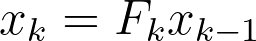 x_k = F_k x_{k-1}